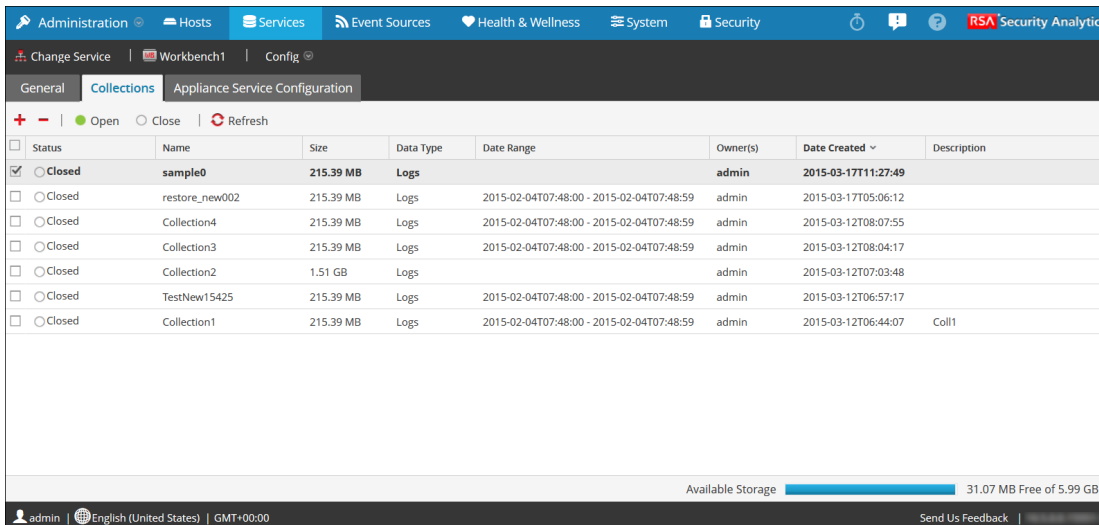 Administration Hosts Services Event Sources Health & Wellness System Security RSA Security Analytic
Change Service | Workbench1 | Config
General Collections Appliance Service Configuration
+ − | Open Close | Refresh
Status Name Size Data Type Date Range Owner(s) Date Created Description
Closed sample0 215.39 MB Logs admin 2015-03-17T11:27:49
Closed restore_new002 215.39 MB Logs 2015-02-04T07:48:00 - 2015-02-04T07:48:59 admin 2015-03-17T05:06:12
Closed Collection4 215.39 MB Logs 2015-02-04T07:48:00 - 2015-02-04T07:48:59 admin 2015-03-12T08:07:55
Closed Collection3 215.39 MB Logs 2015-02-04T07:48:00 - 2015-02-04T07:48:59 admin 2015-03-12T08:04:17
Closed Collection2 1.51 GB Logs admin 2015-03-12T07:03:48
Closed TestNew15425 215.39 MB Logs 2015-02-04T07:48:00 - 2015-02-04T07:48:59 admin 2015-03-12T06:57:17
Closed Collection1 215.39 MB Logs 2015-02-04T07:48:00 - 2015-02-04T07:48:59 admin 2015-03-12T06:44:07 Coll1
Available Storage 31.07 MB Free of 5.99 GB
admin | English (United States) | GMT+00:00 Send Us Feedback |